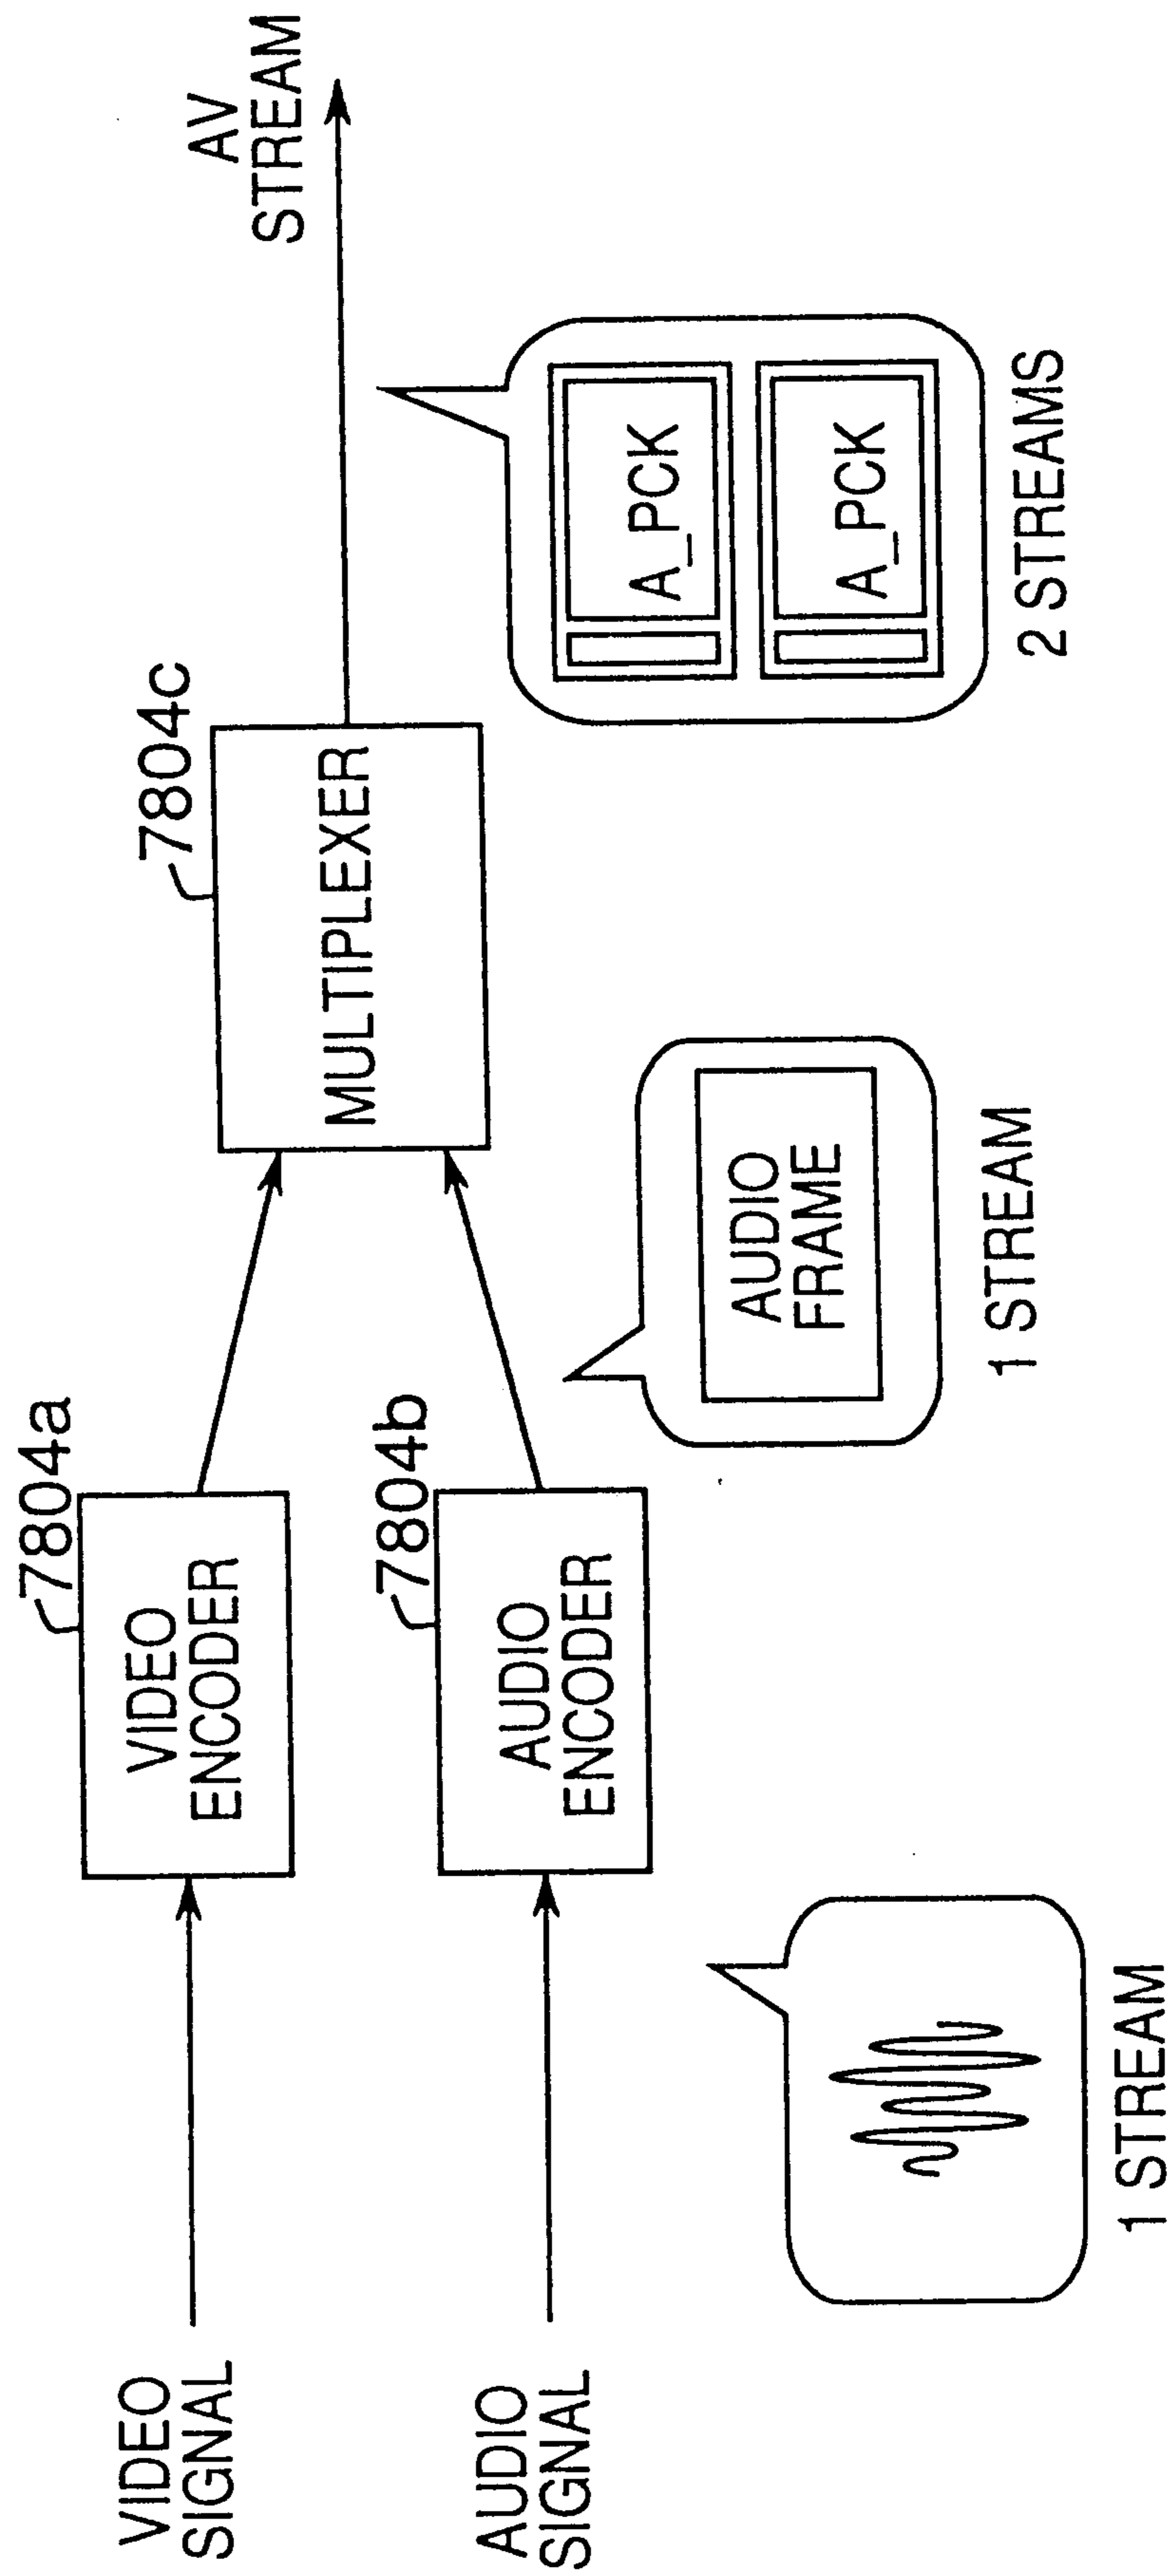 VIDEO
SIGNAL
7804a
VIDEO
ENCODER
AUDIO
SIGNAL
7804b
AUDIO
ENCODER
1 STREAM
AUDIO
FRAME
1 STREAM
7804c
MULTIPLEXER
AV
STREAM
A_PCK
A_PCK
2 STREAMS